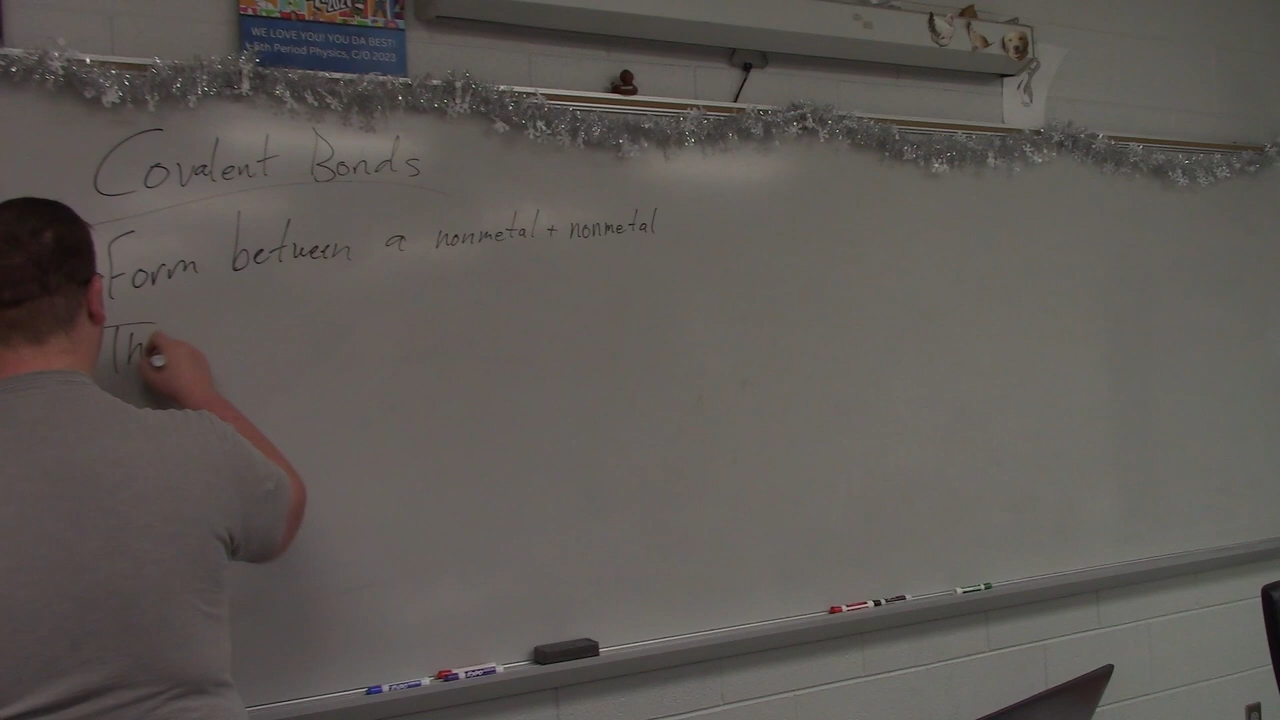 WE LOVE YOU! YOU DA BEST!
5th Period Physics, C/O 2023
Covalent Bonds
Form between a nonmetal + nonmetal
Th